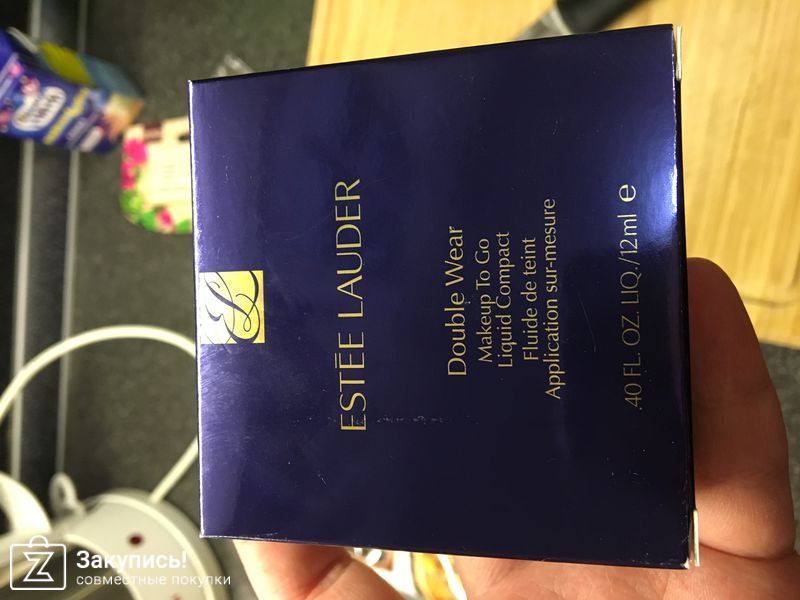 ESTĒE LAUDER
Double Wear
Makeup To Go
Liquid Compact
Fluide de teint
Application sur-mesure
.40 FL. OZ. LIQ./12ml e
Закупись!
совместные покупки